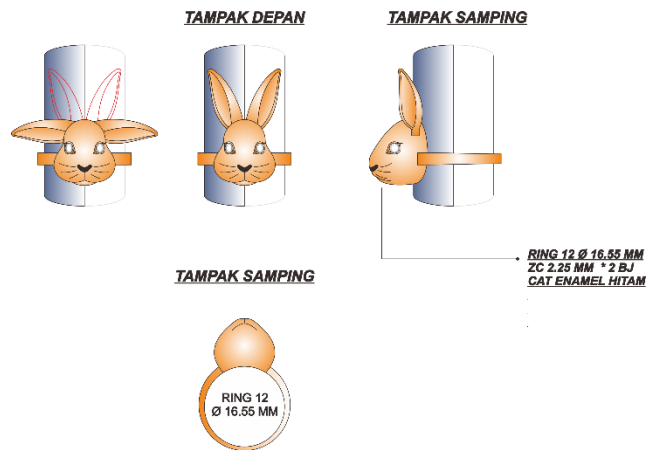 TAMPAK DEPAN
TAMPAK SAMPING
RING 12 Ø 16.55 MM
ZC 2.25 MM * 2 BJ
CAT ENAMEL HITAM
TAMPAK SAMPING
RING 12
Ø 16.55 MM